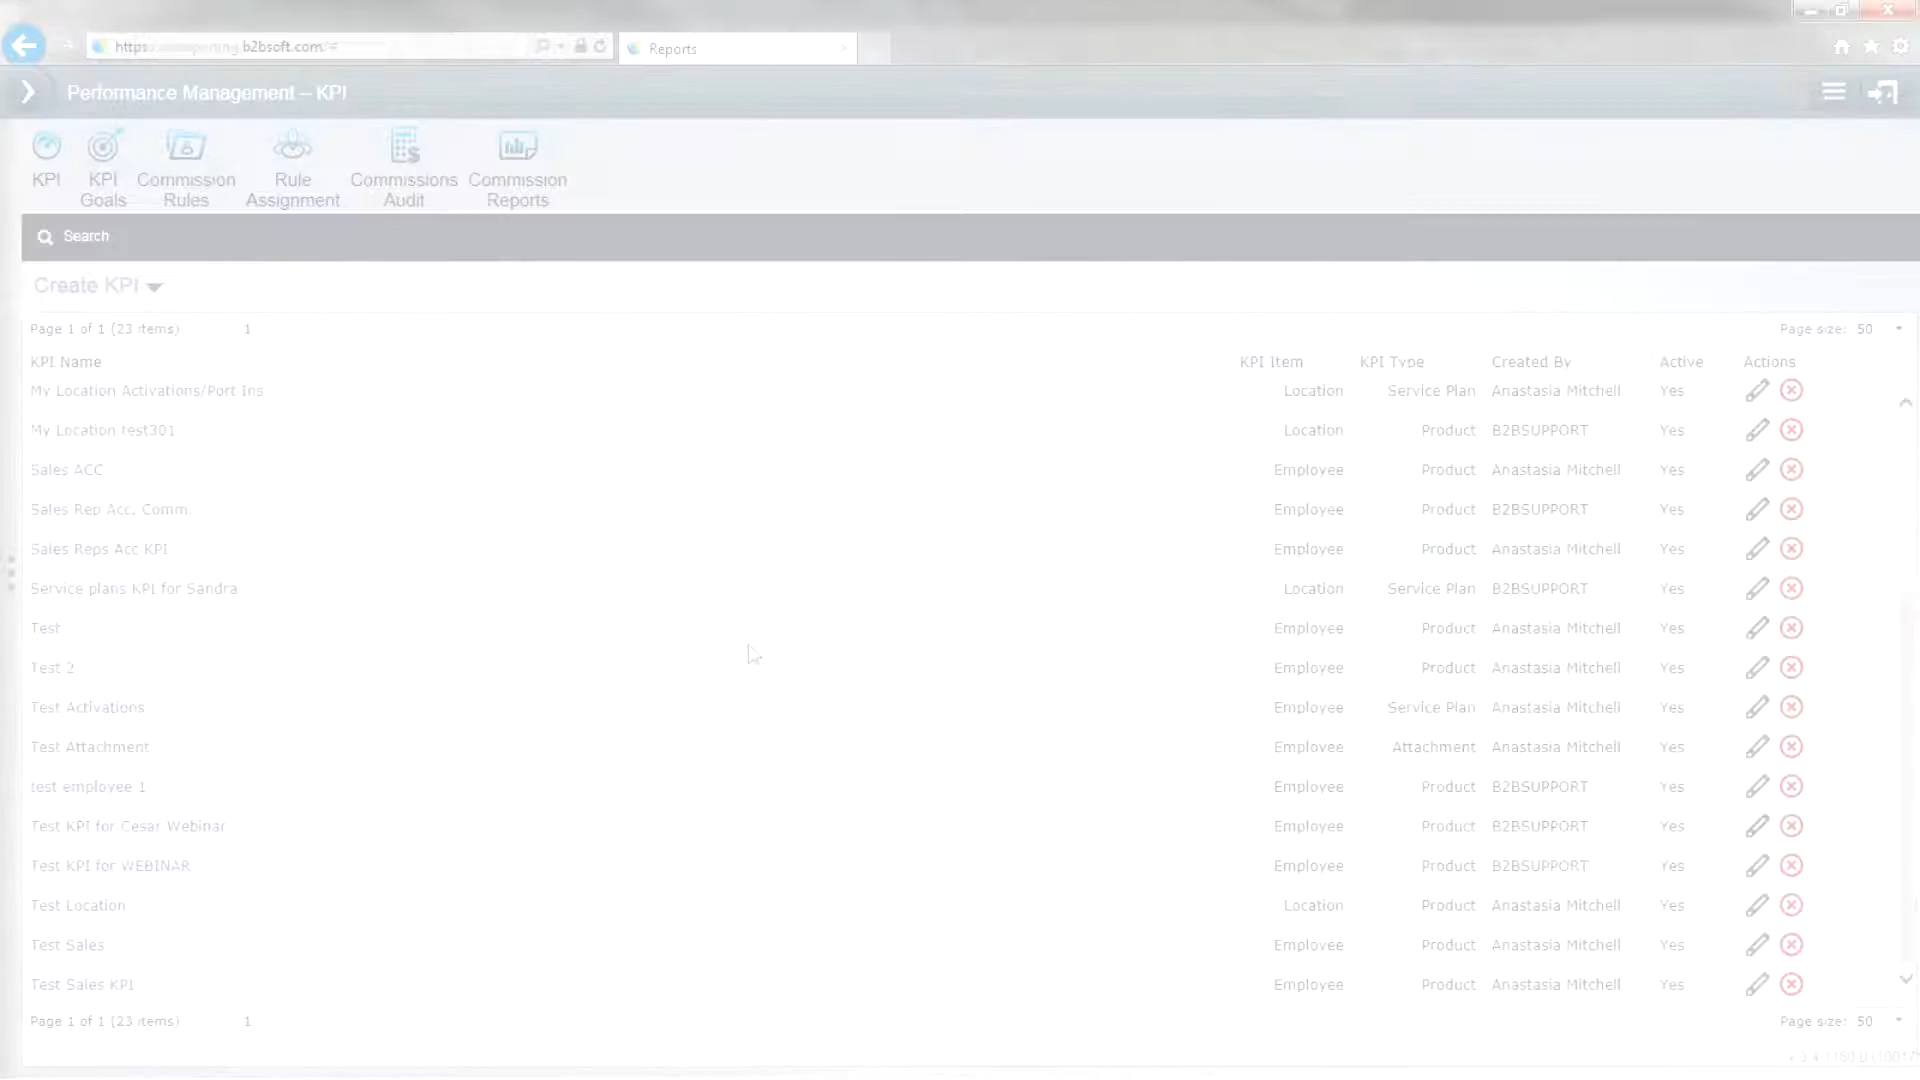 https b2bsoft.com/#
Reports
Performance Management – KPI
KPI
KPI Goals
Commission Rules
Rule Assignment
Commissions Audit
Commission Reports
Search
Create KPI
Page 1 of 1 (23 items) 1 Page size: 50
KPI Name KPI Item KPI Type Created By Active Actions
My Location Activations/Port Ins Location Service Plan Anastasia Mitchell Yes
My Location test301 Location Product B2BSUPPORT Yes
Sales ACC Employee Product Anastasia Mitchell Yes
Sales Rep Acc. Comm. Employee Product B2BSUPPORT Yes
Sales Reps Acc KPI Employee Product Anastasia Mitchell Yes
Service plans KPI for Sandra Location Service Plan B2BSUPPORT Yes
Test Employee Product Anastasia Mitchell Yes
Test 2 Employee Product Anastasia Mitchell Yes
Test Activations Employee Service Plan Anastasia Mitchell Yes
Test Attachment Employee Attachment Anastasia Mitchell Yes
test employee 1 Employee Product B2BSUPPORT Yes
Test KPI for Cesar Webinar Employee Product B2BSUPPORT Yes
Test KPI for WEBINAR Employee Product B2BSUPPORT Yes
Test Location Location Product Anastasia Mitchell Yes
Test Sales Employee Product Anastasia Mitchell Yes
Test Sales KPI Employee Product Anastasia Mitchell Yes
Page 1 of 1 (23 items) 1 Page size: 50